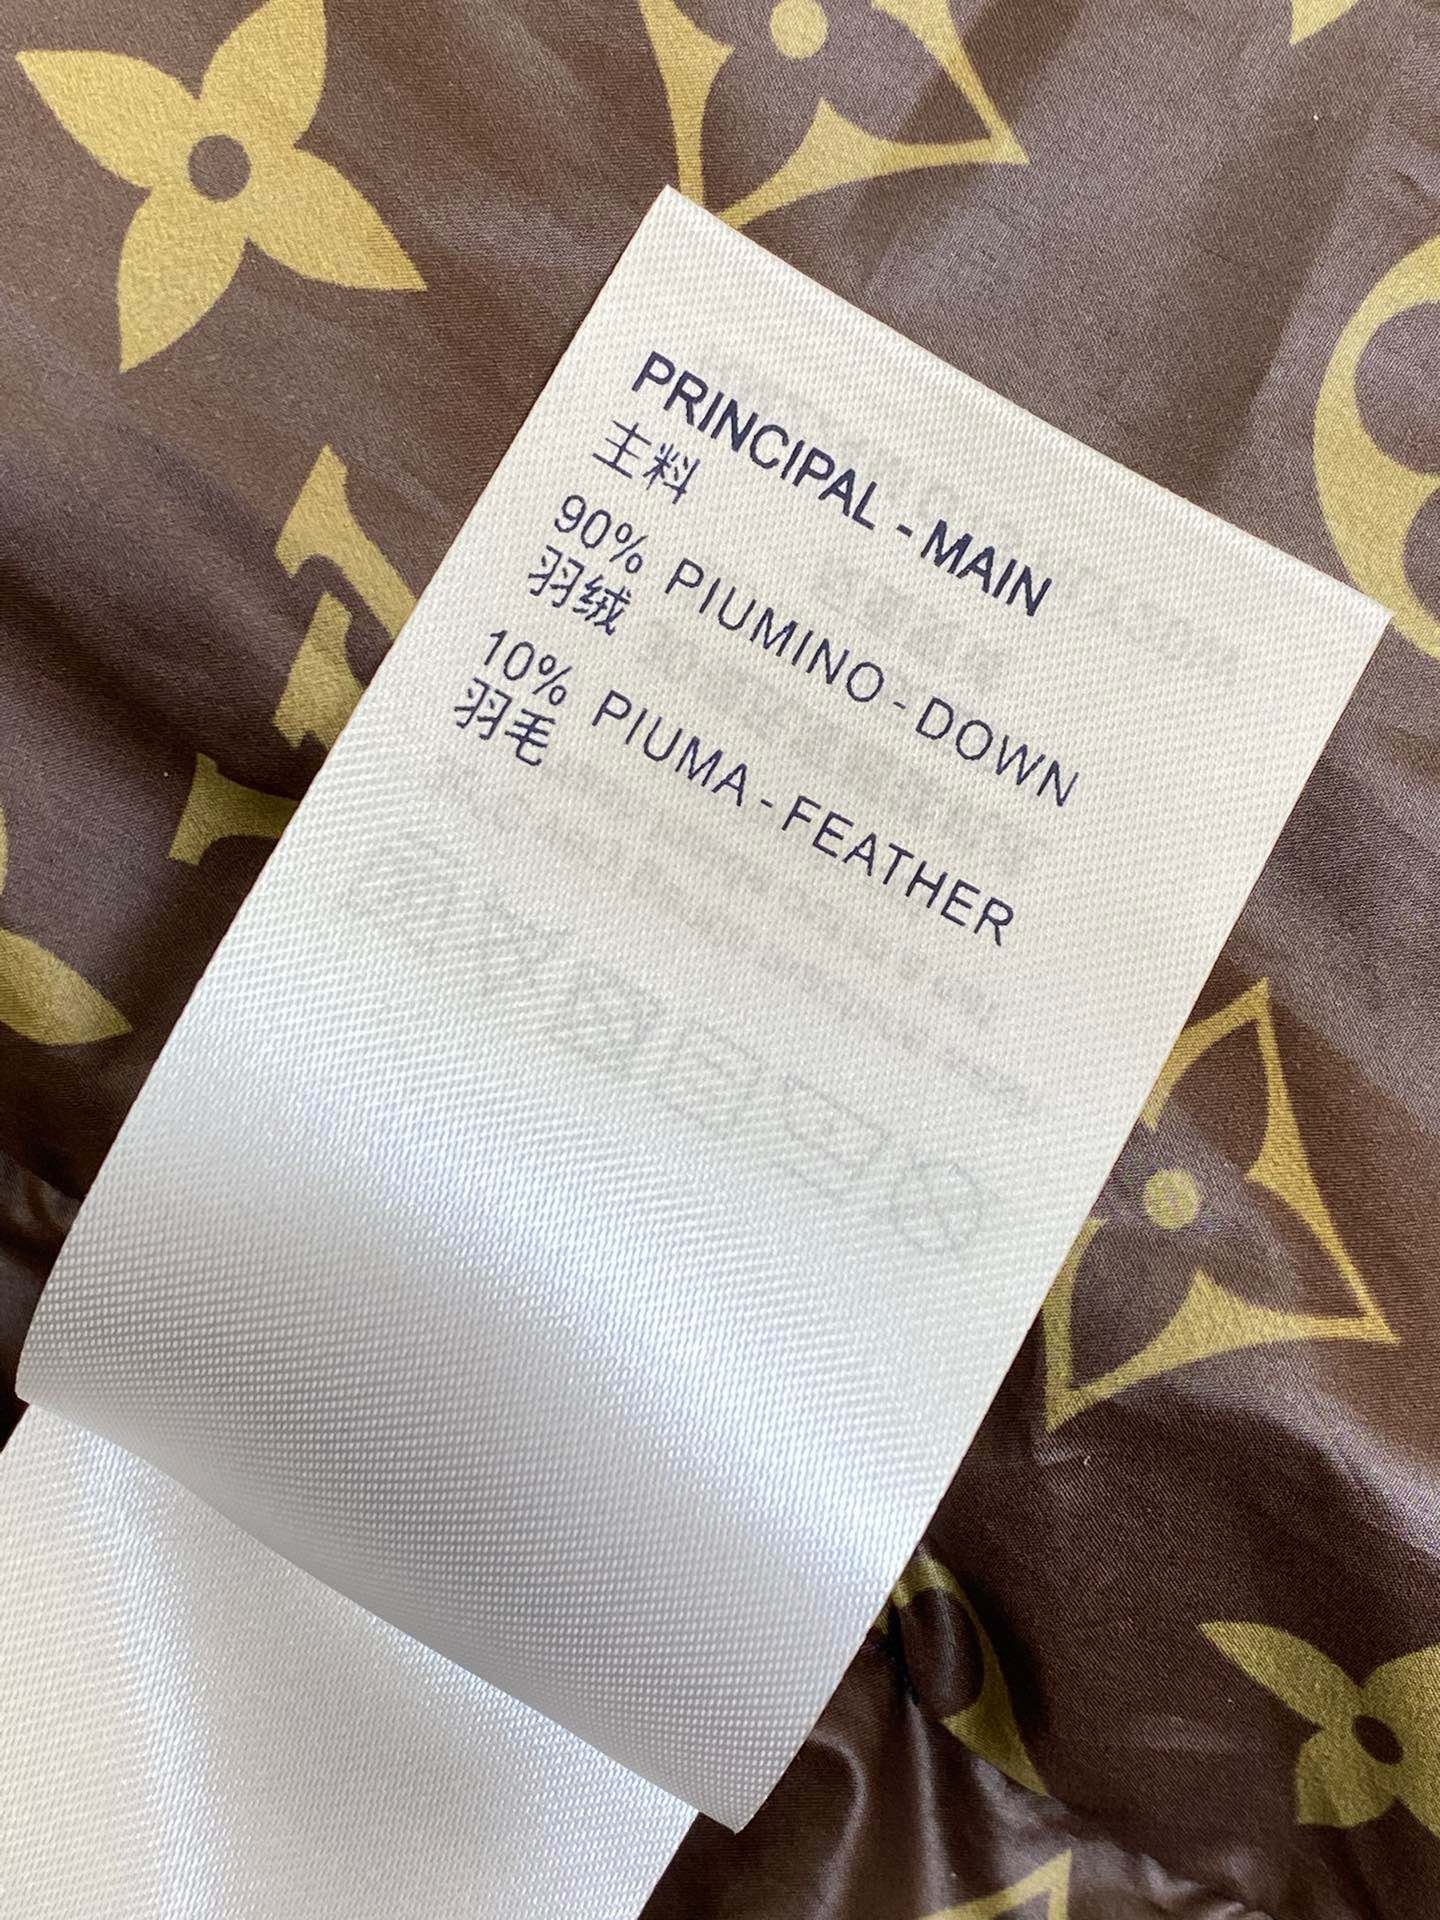 PRINCIPAL - MAIN
主料
90% PIUMINO - DOWN
羽绒
10% PIUMA - FEATHER
羽毛